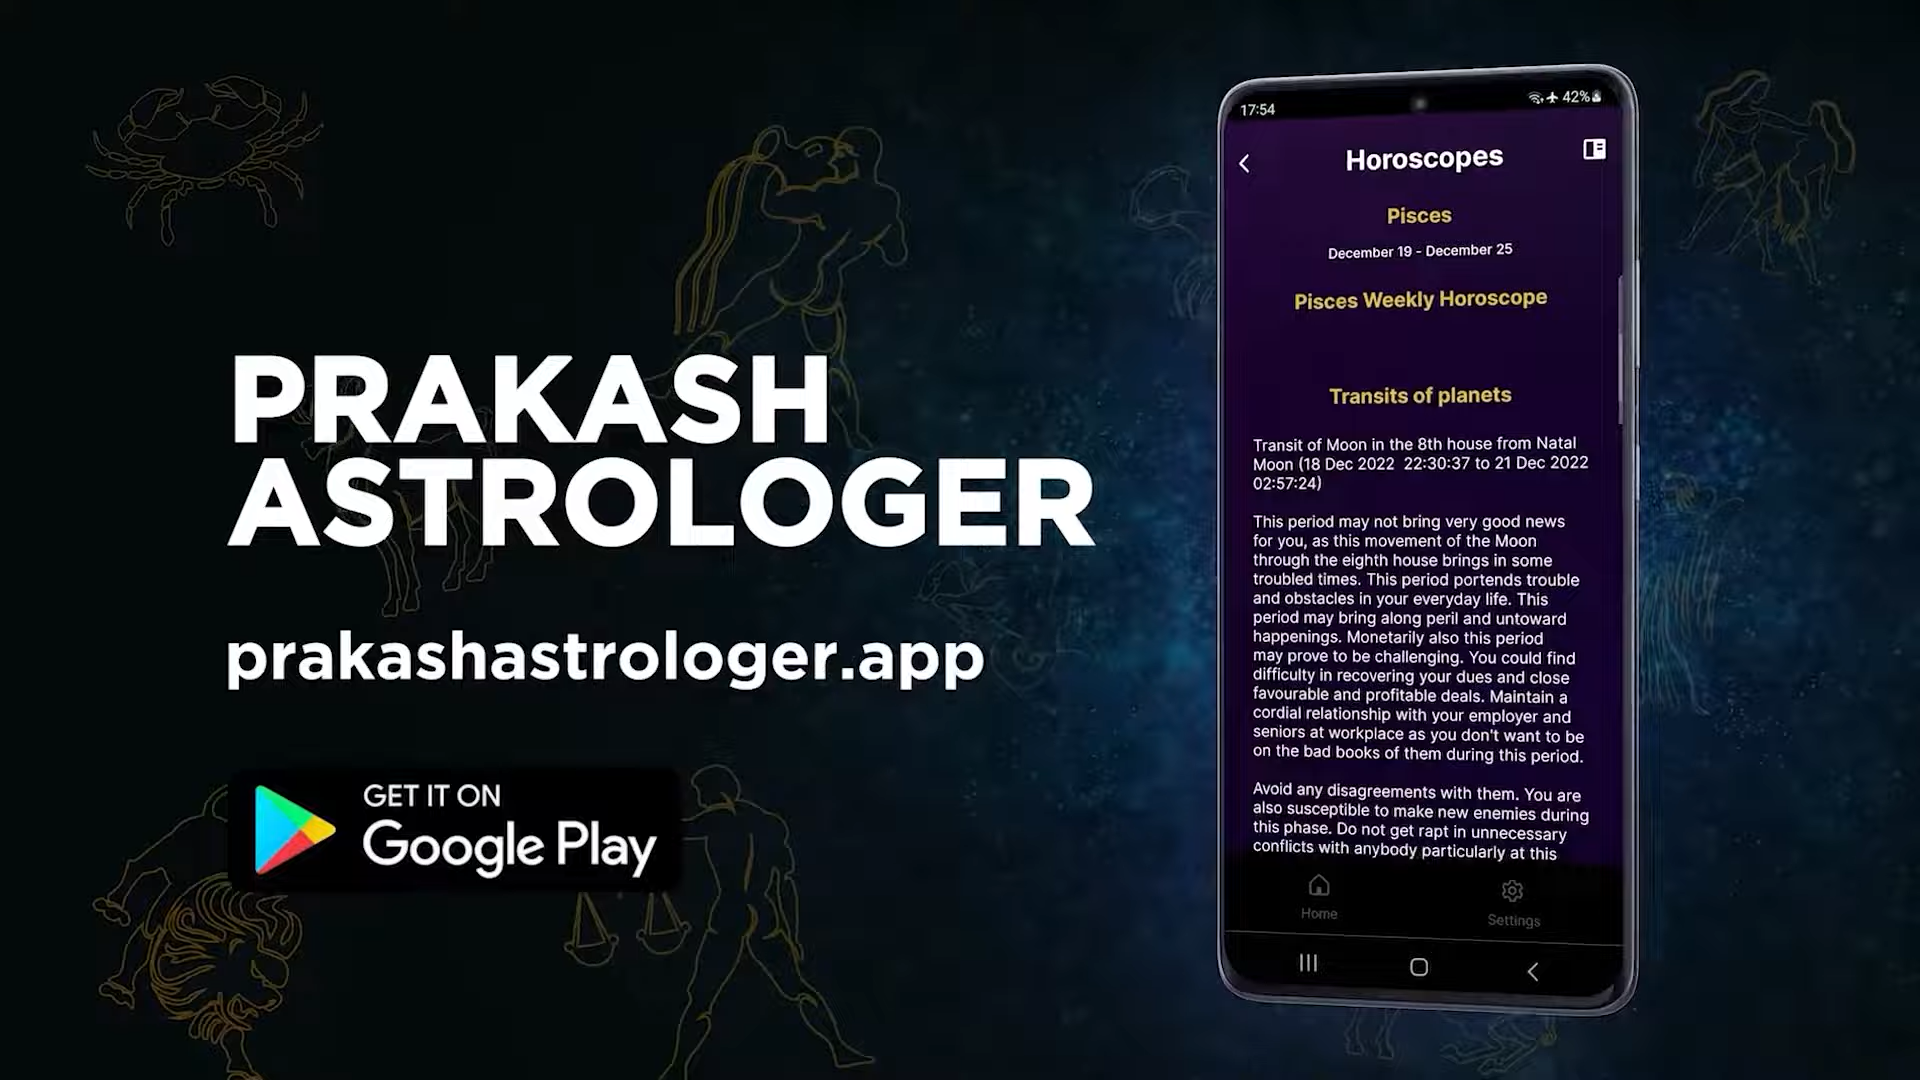 PRAKASH
ASTROLOGER
prakashastrologer.app
GET IT ON
Google Play
17:54
42%
Horoscopes
Pisces
December 19 - December 25
Pisces Weekly Horoscope
Transits of planets
Transit of Moon in the 8th house from Natal
Moon (18 Dec 2022 22:30:37 to 21 Dec 2022
02:57:24)
This period may not bring very good news
for you, as this movement of the Moon
through the eighth house brings in some
troubled times. This period portends trouble
and obstacles in your everyday life. This
period may bring along peril and untoward
happenings. Monetarily also this period
may prove to be challenging. You could find
difficulty in recovering your dues and close
favourable and profitable deals. Maintain a
cordial relationship with your employer and
seniors at workplace as you don't want to be
on the bad books of them during this period.
Avoid any disagreements with them. You are
also susceptible to make new enemies during
this phase. Do not get rapt in unnecessary
conflicts with anybody particularly at this
Home
Settings